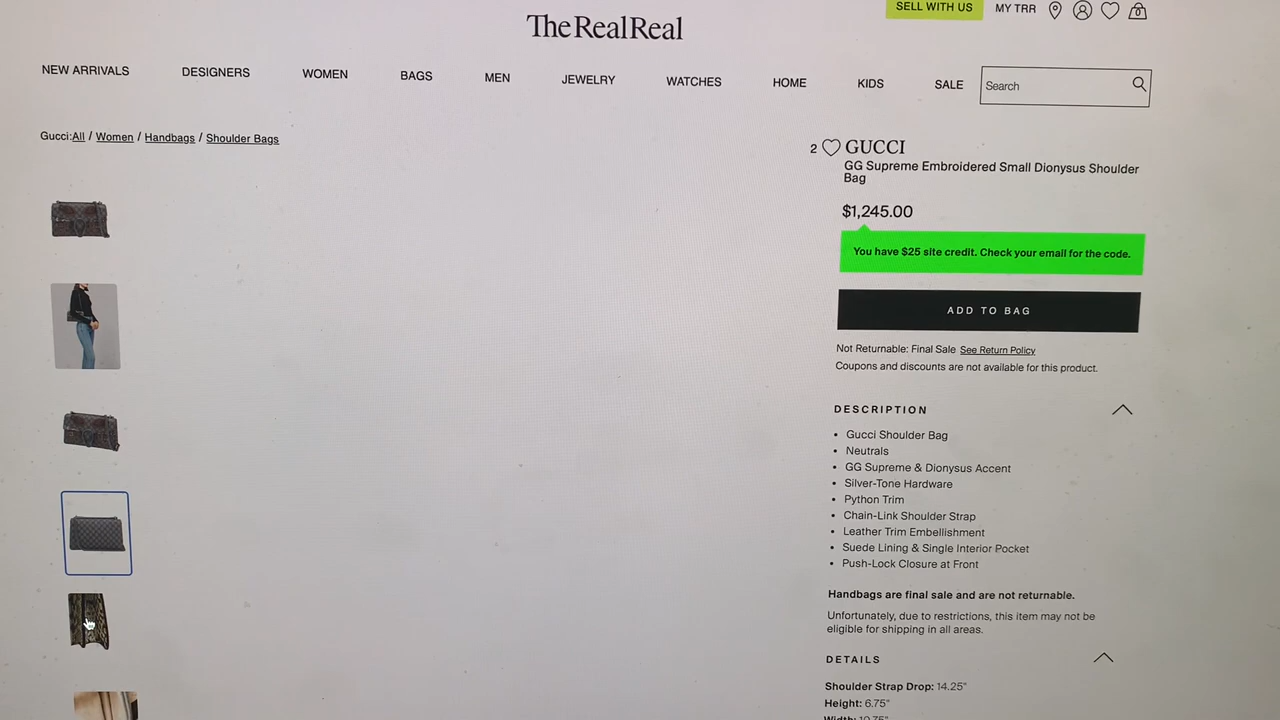 SELL WITH US
MY TRR
0
TheRealReal
NEW ARRIVALS
DESIGNERS
WOMEN
BAGS
MEN
JEWELRY
WATCHES
HOME
KIDS
SALE
Search
Gucci:All / Women / Handbags / Shoulder Bags
2
GUCCI
GG Supreme Embroidered Small Dionysus Shoulder
Bag
$1,245.00
You have $25 site credit. Check your email for the code.
ADD TO BAG
Not Returnable: Final Sale See Return Policy
Coupons and discounts are not available for this product.
DESCRIPTION
• Gucci Shoulder Bag
• Neutrals
• GG Supreme & Dionysus Accent
• Silver-Tone Hardware
• Python Trim
• Chain-Link Shoulder Strap
• Leather Trim Embellishment
• Suede Lining & Single Interior Pocket
• Push-Lock Closure at Front
Handbags are final sale and are not returnable.
Unfortunately, due to restrictions, this item may not be
eligible for shipping in all areas.
DETAILS
Shoulder Strap Drop: 14.25"
Height: 6.75"
Width: 10.75"